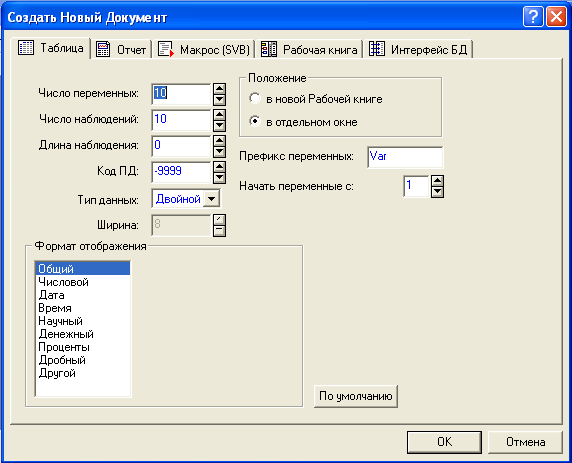 Создать Новый Документ
Таблица Отчет Макрос (SVB) Рабочая книга Интерфейс БД
Число переменных: 10
Число наблюдений: 10
Длина наблюдения: 0
Код ПД: -9999
Тип данных: Двойной
Ширина: 8
Положение
в новой Рабочей книге
в отдельном окне
Префикс переменных: Var
Начать переменные с: 1
Формат отображения
Общий
Числовой
Дата
Время
Научный
Денежный
Проценты
Дробный
Другой
По умолчанию
OK Отмена